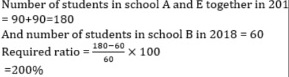 Number of students in school A and E together in 201
= 90+90=180
And number of students in school B in 2018 = 60
Required ratio = \frac{180−60}{60} × 100
=200%